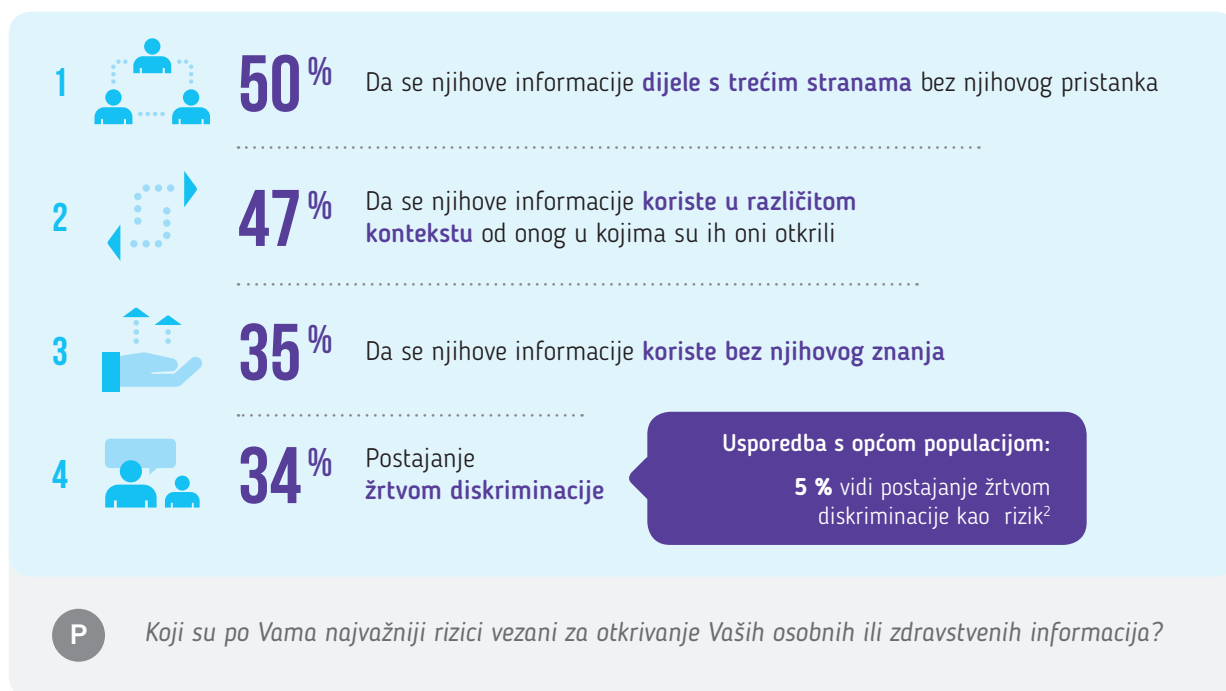 1
50 %
Da se njihove informacije dijele s trećim stranama bez njihovog pristanka
2
47 %
Da se njihove informacije koriste u različitom
kontekstu od onog u kojima su ih oni otkrili
3
35 %
Da se njihove informacije koriste bez njihovog znanja
4
34 %
Postajanje
žrtvom diskriminacije
Usporedba s općom populacijom:
5 % vidi postajanje žrtvom
diskriminacije kao rizik²
P
Koji su po Vama najvažniji rizici vezani za otkrivanje Vaših osobnih ili zdravstvenih informacija?